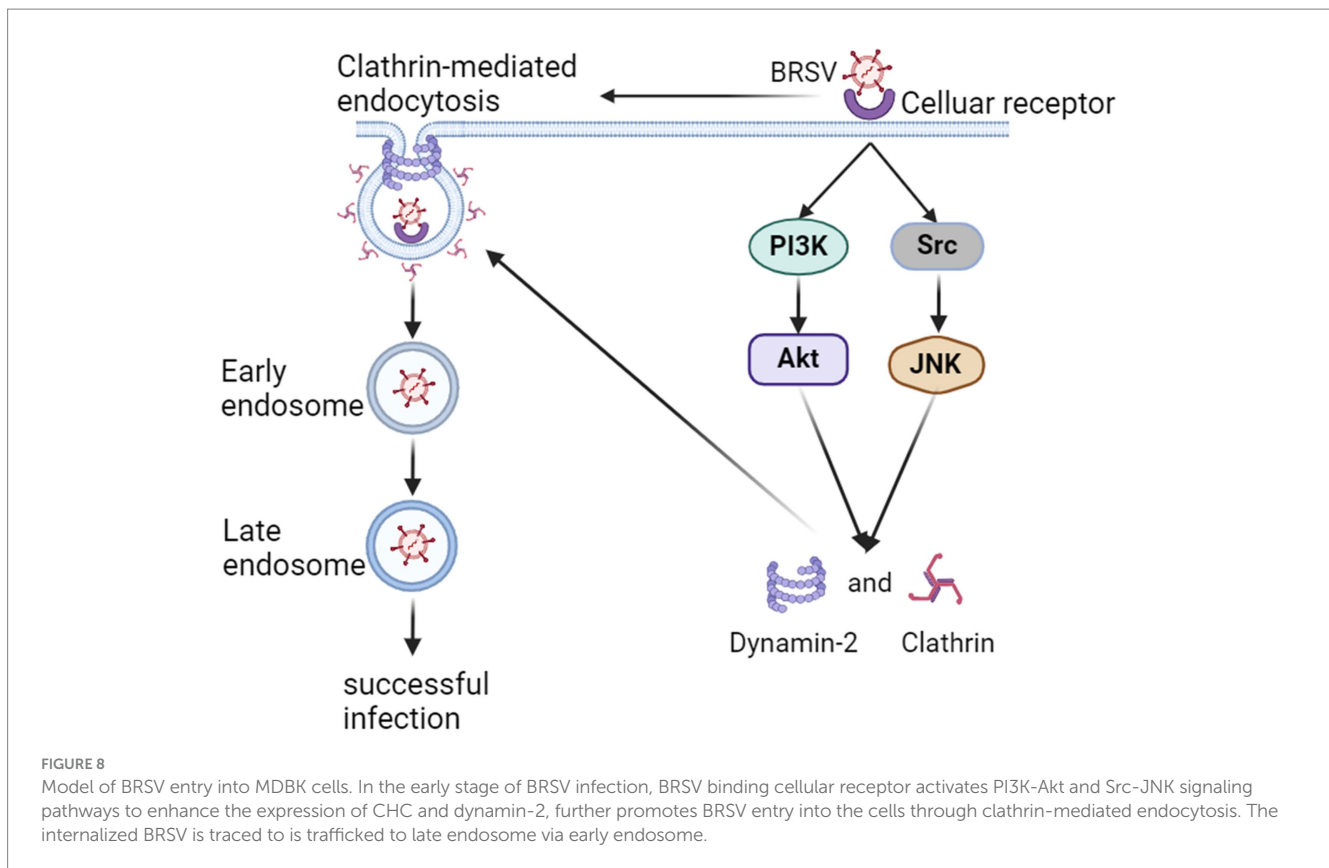 Clathrin-mediated
endocytosis
BRSV
Celluar receptor
PI3K
Src
Akt
JNK
Early
endosome
Late
endosome
and
Dynamin-2
Clathrin
successful
infection
FIGURE 8
Model of BRSV entry into MDBK cells. In the early stage of BRSV infection, BRSV binding cellular receptor activates PI3K-Akt and Src-JNK signaling
pathways to enhance the expression of CHC and dynamin-2, further promotes BRSV entry into the cells through clathrin-mediated endocytosis. The
internalized BRSV is traced to is trafficked to late endosome via early endosome.